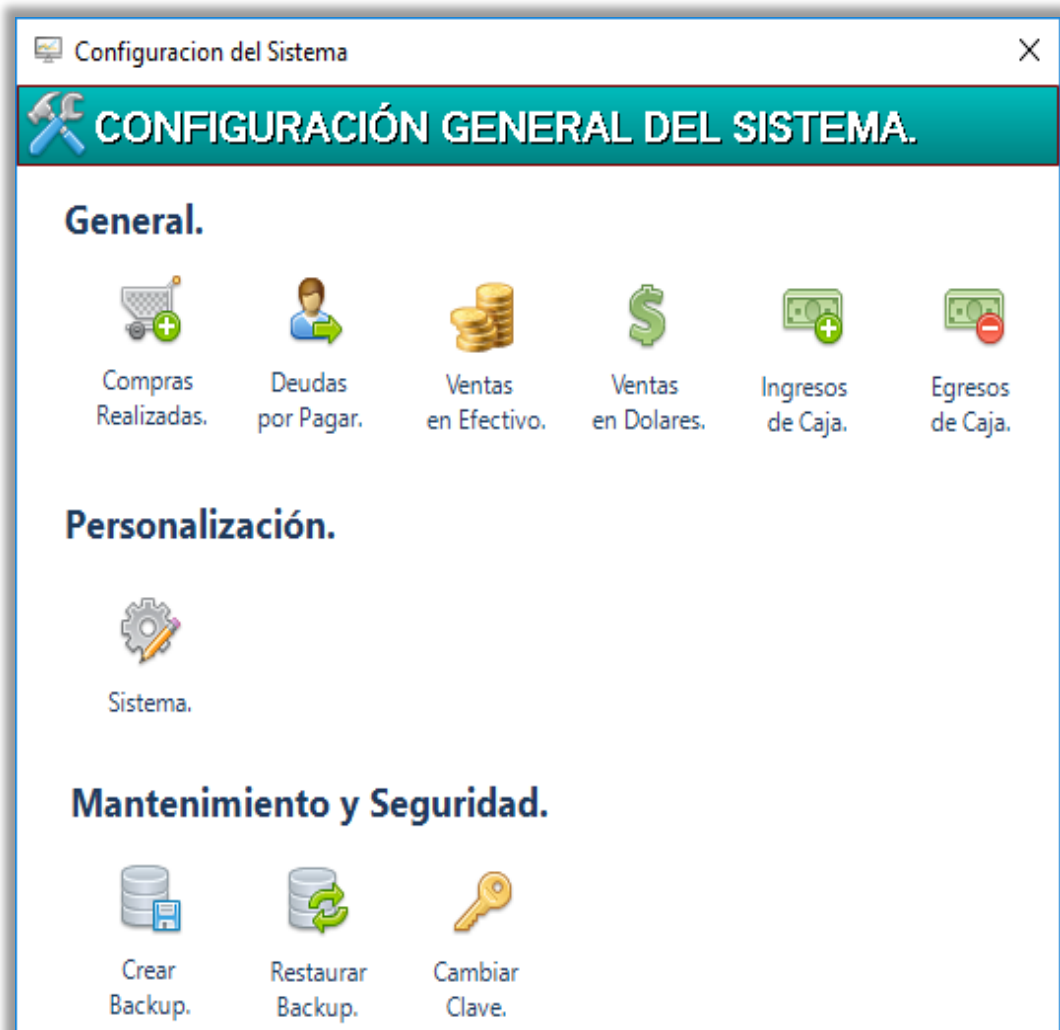 Configuracion del Sistema
CONFIGURACIÓN GENERAL DEL SISTEMA.
General.
Compras
Realizadas.
Deudas
por Pagar.
Ventas
en Efectivo.
Ventas
en Dolares.
Ingresos
de Caja.
Egresos
de Caja.
Personalización.
Sistema.
Mantenimiento y Seguridad.
Crear
Backup.
Restaurar
Backup.
Cambiar
Clave.